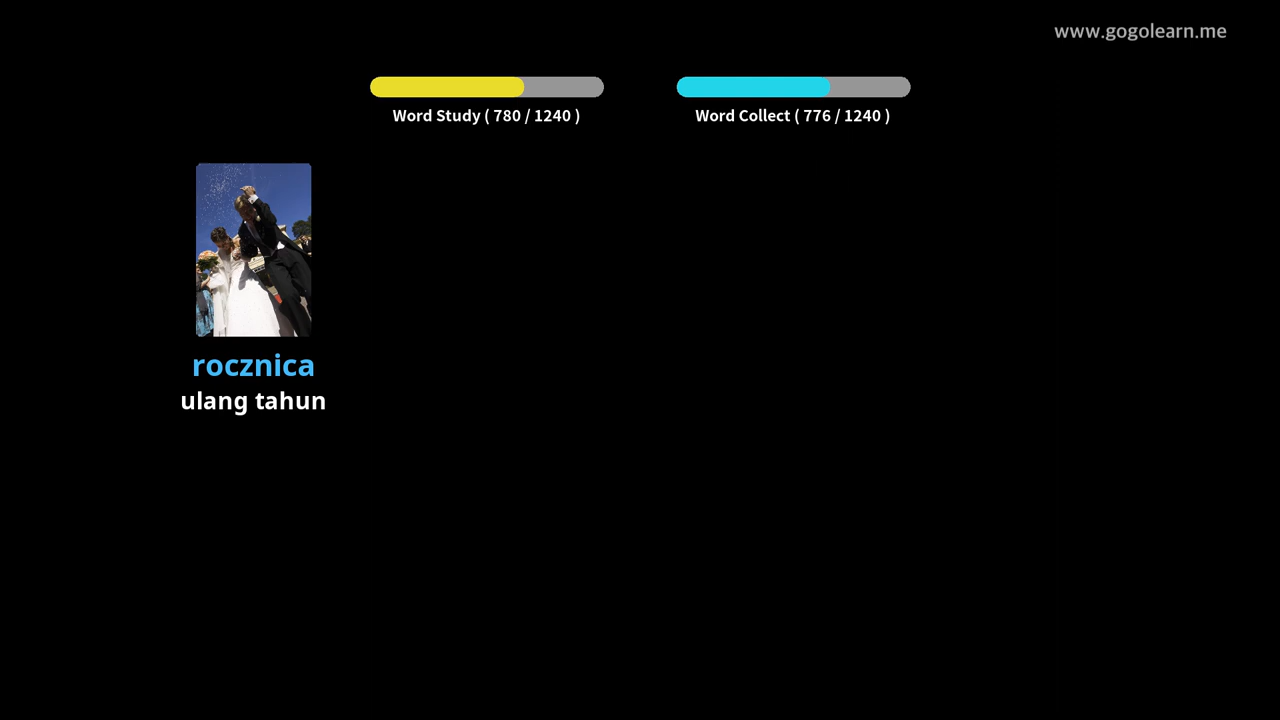 www.gogolearn.me
Word Study ( 780 / 1240 )
Word Collect ( 776 / 1240 )
rocznica
ulang tahun